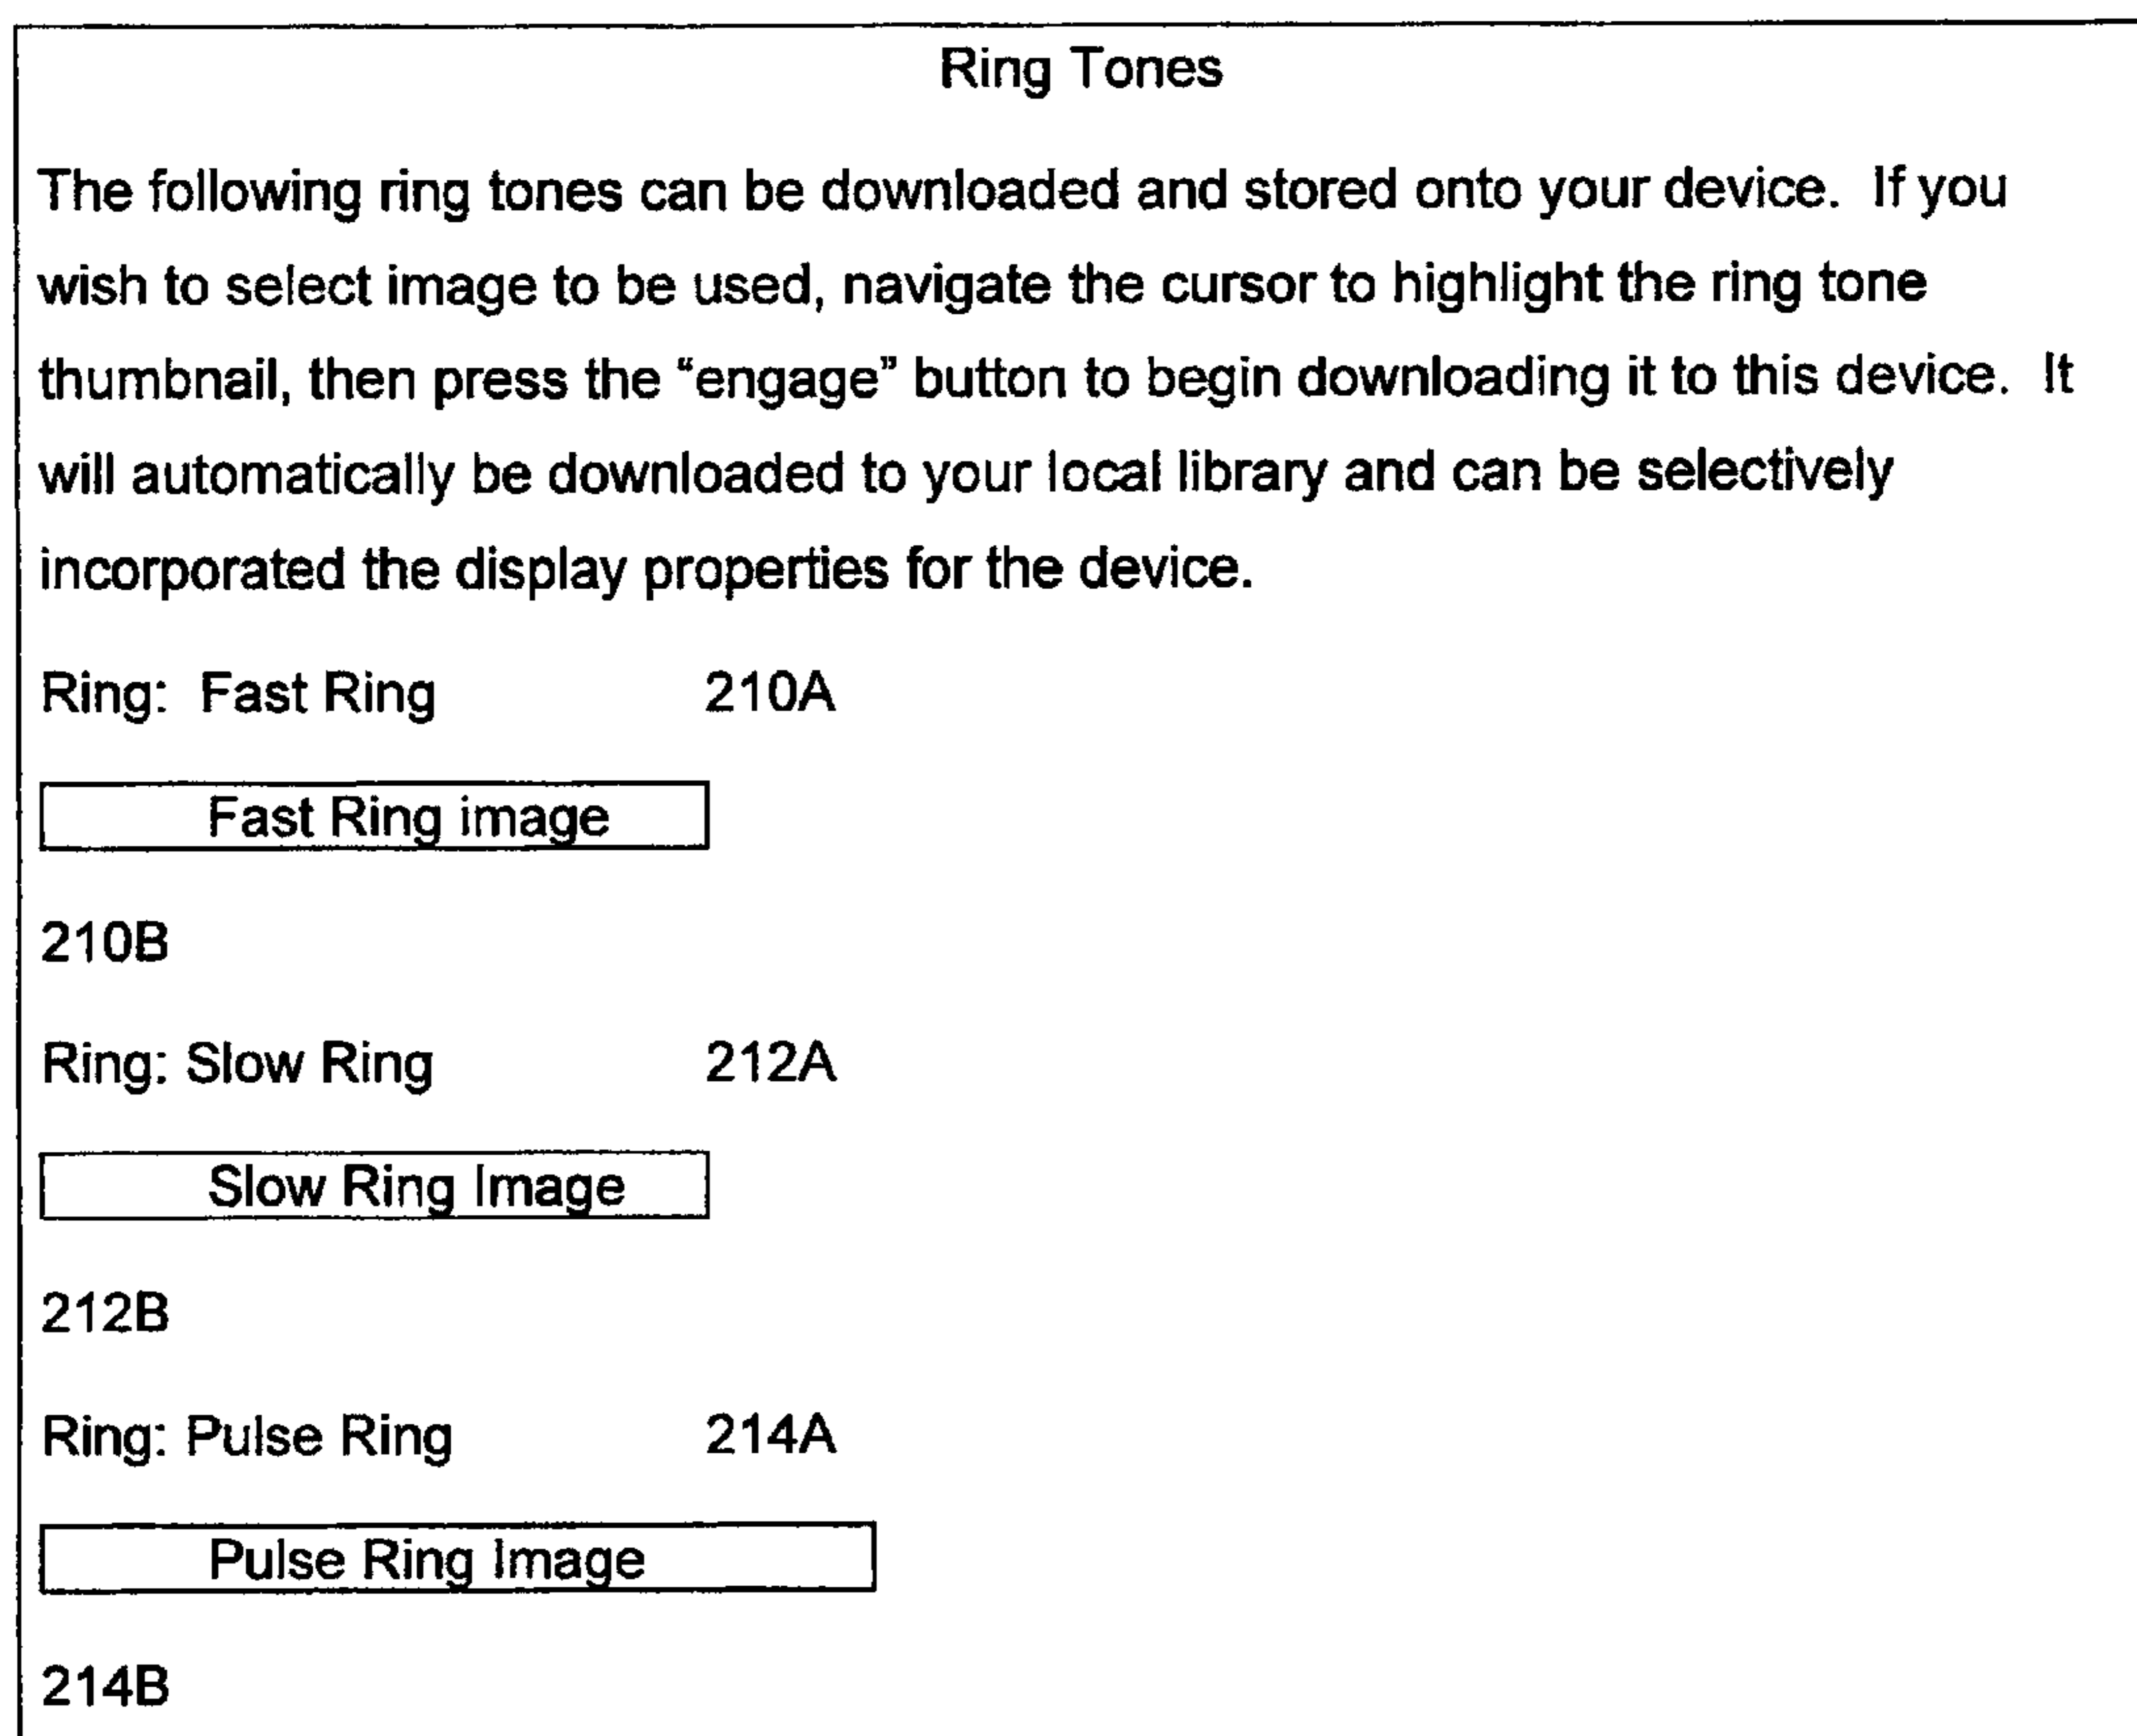 Ring Tones
The following ring tones can be downloaded and stored onto your device. If you
wish to select image to be used, navigate the cursor to highlight the ring tone
thumbnail, then press the “engage” button to begin downloading it to this device. It
will automatically be downloaded to your local library and can be selectively
incorporated the display properties for the device.
Ring: Fast Ring 210A
Fast Ring image
210B
Ring: Slow Ring 212A
Slow Ring Image
212B
Ring: Pulse Ring 214A
Pulse Ring Image
214B